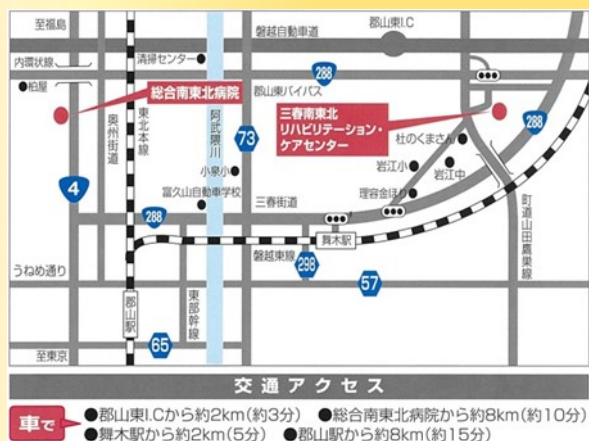 至福島
磐越自動車道
郡山東I.C
内環状線
清掃センター
288
柏屋
総合南東北病院
郡山東バイパス
三春南東北
リハビリテーション・
ケアセンター
288
奥州街道
東北本線
阿武隈川
73
杜のくまさん
小泉小
岩江小
岩江中
4
富久山自動車学校
理容金ほり
288
三春街道
町道山田鷹巣線
舞木駅
磐越東線
298
うねめ通り
57
郡山駅
東部幹線
65
至東京
交通アクセス
車で
●郡山東I.Cから約2km(約3分) ●総合南東北病院から約8km(約10分)
●舞木駅から約2km(5分) ●郡山駅から約8km(約15分)